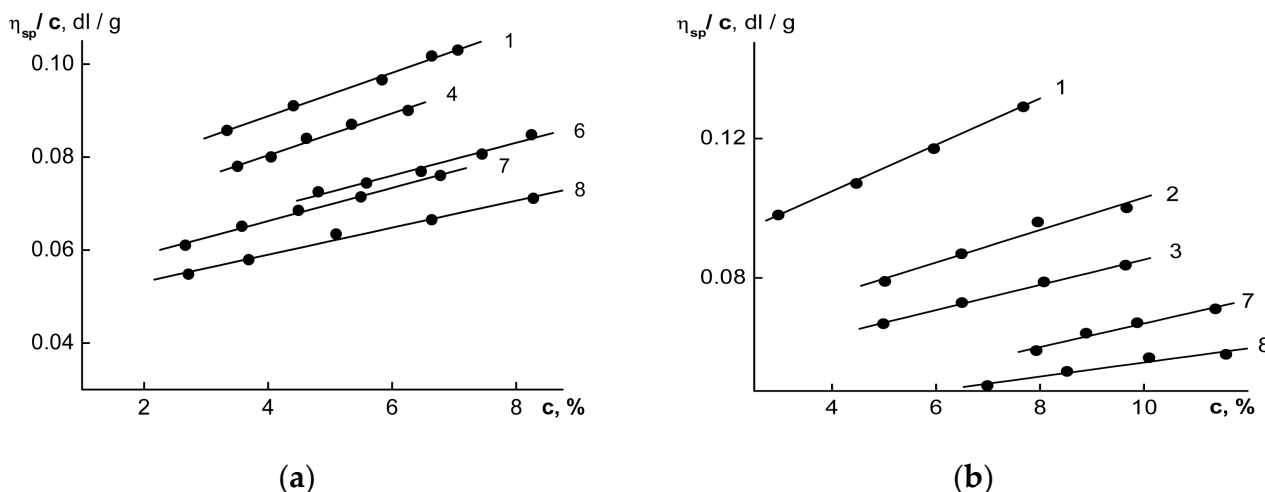 η_sp/ c, dl / g
0.10
0.08
0.06
0.04
2 4 6 8 c, %
1
4
6
7
8
(a)
η_sp/ c, dl / g
0.12
0.08
4 6 8 10 c, %
1
2
3
7
8
(b)